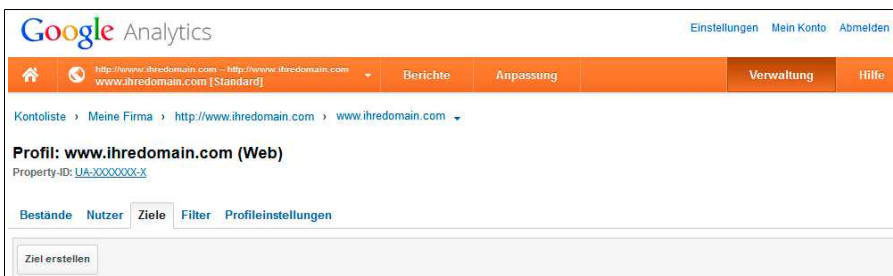 Google Analytics
Einstellungen Mein Konto Abmelden
http://www.ihredomain.com – http://www.ihredomain.com
www.ihredomain.com [Standard]
Berichte Anpassung Verwaltung Hilfe
Kontoliste › Meine Firma › http://www.ihredomain.com › www.ihredomain.com
Profil: www.ihredomain.com (Web)
Property-ID: UA-XXXXXXX-X
Bestände Nutzer Ziele Filter Profileinstellungen
Ziel erstellen